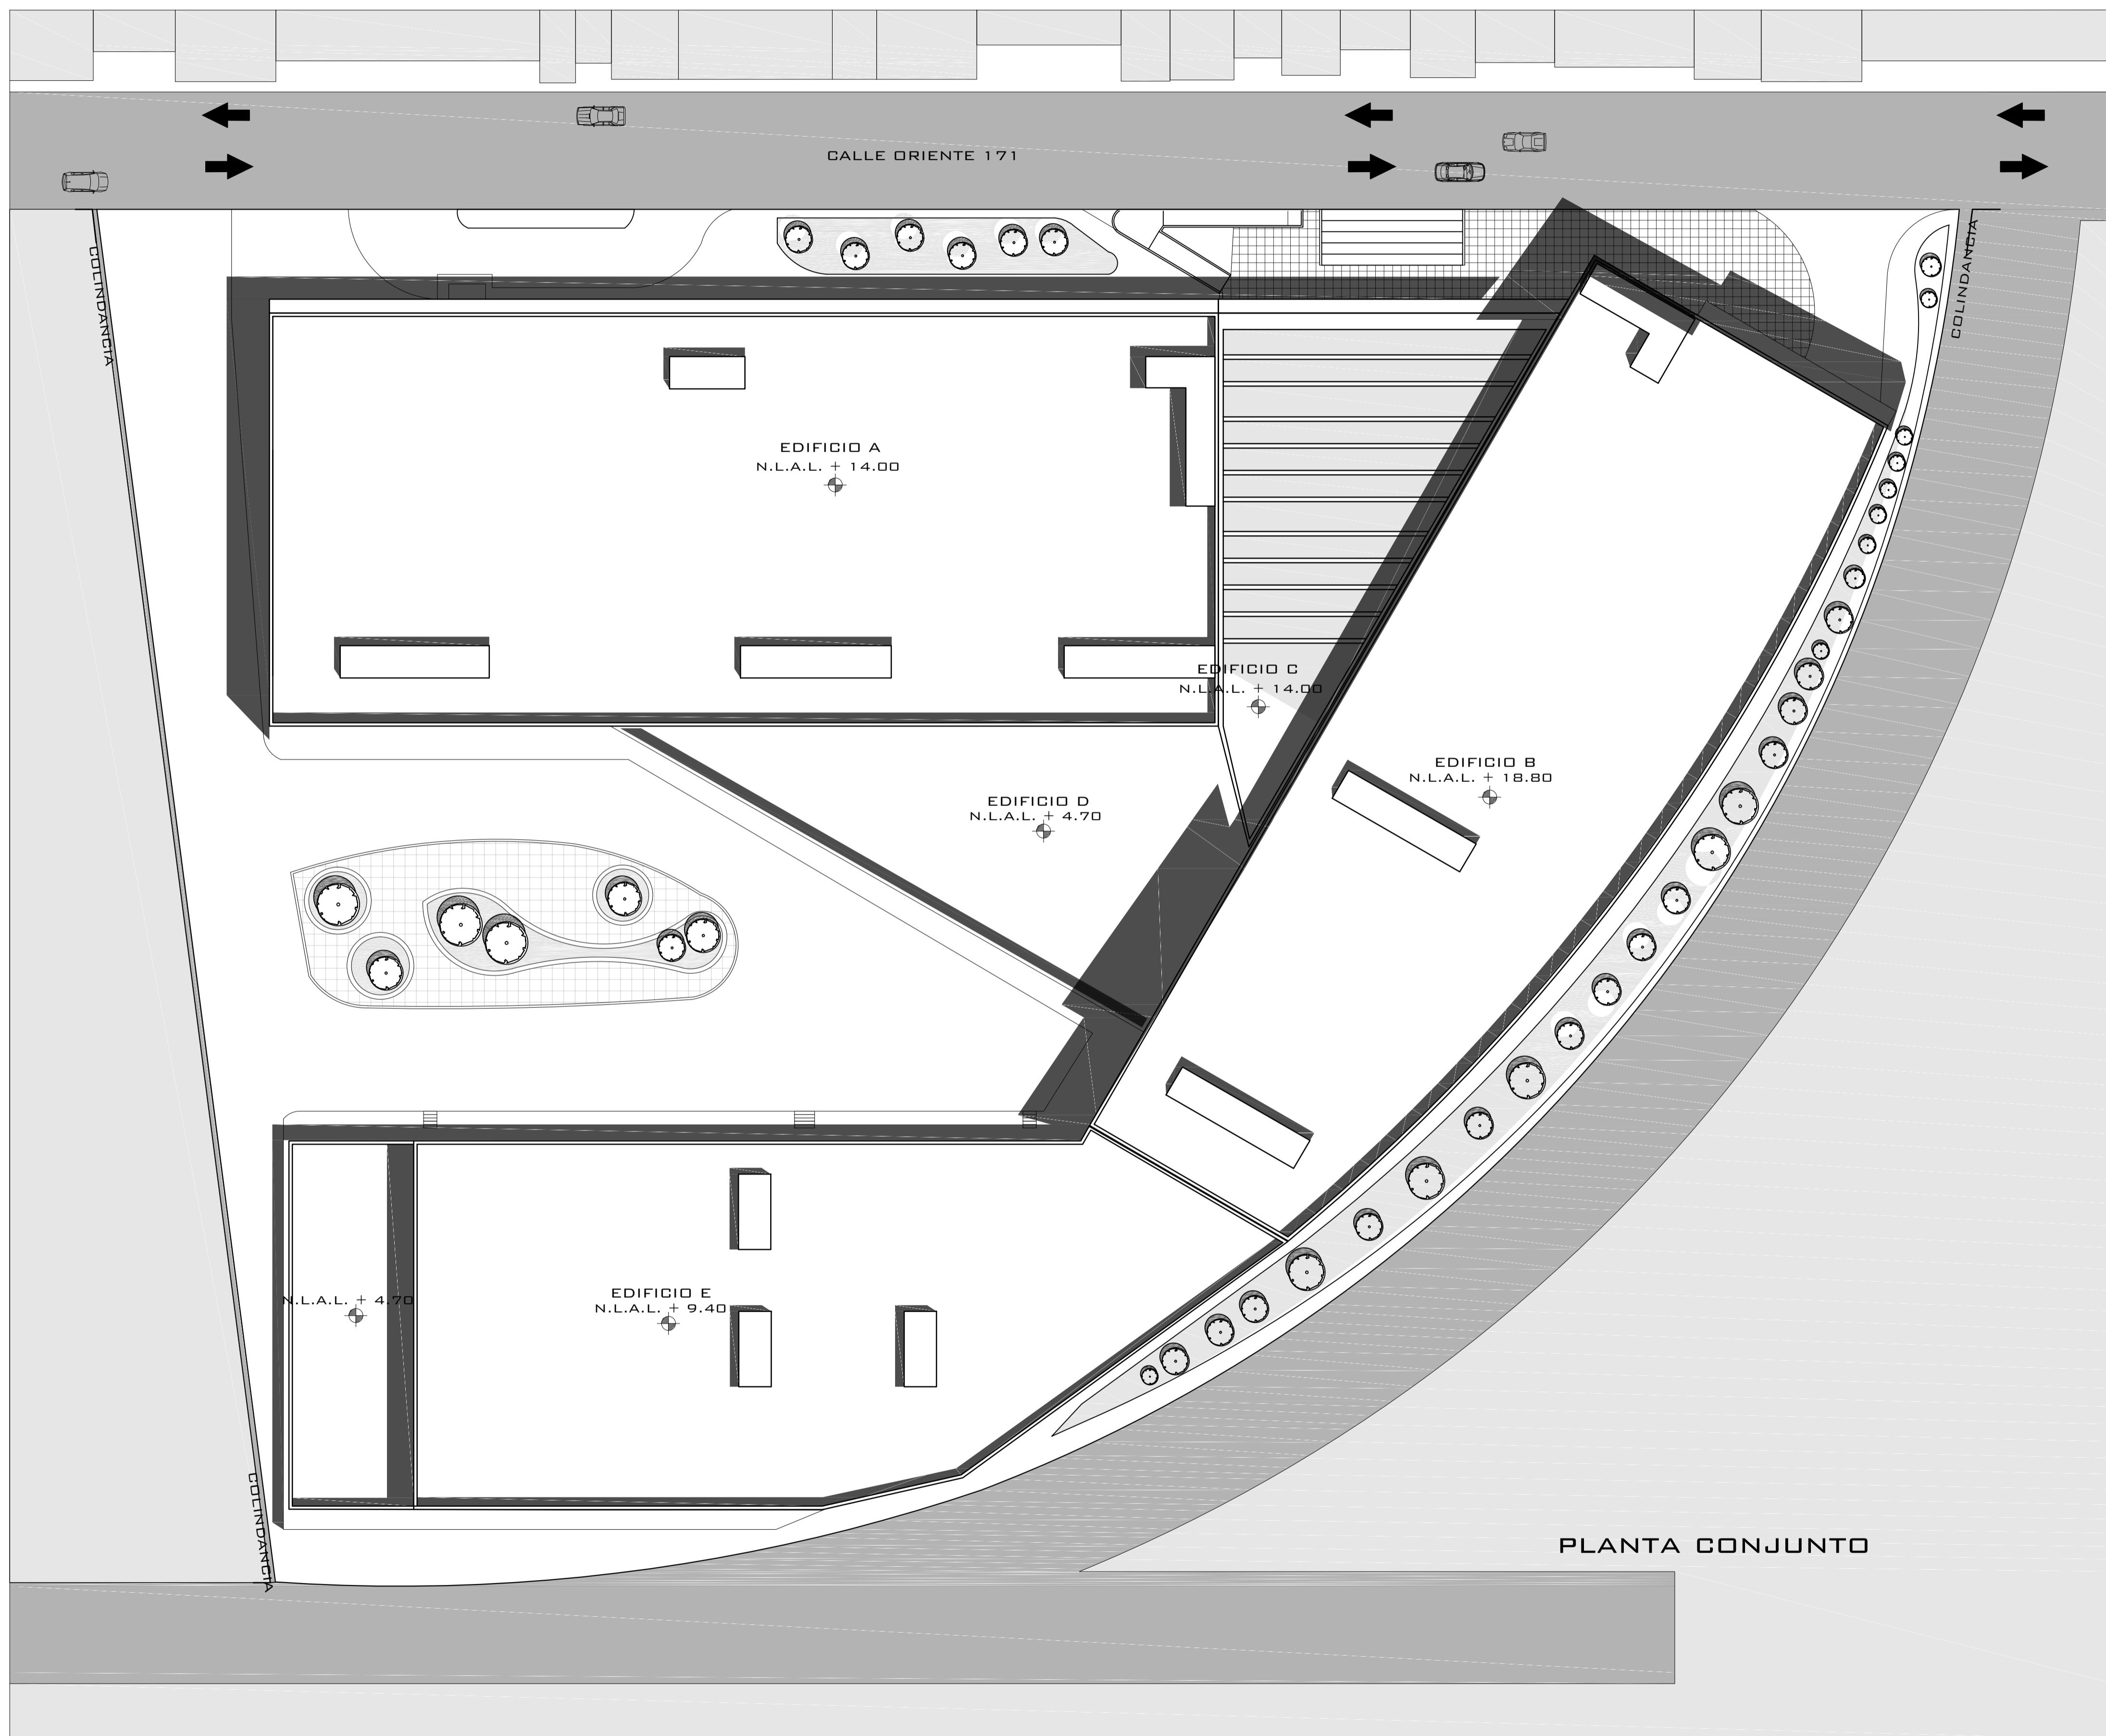 CALLE ORIENTE 171
COLINDANCIA
COLINDANCIA
EDIFICIO A
N.L.A.L. + 14.00
EDIFICIO C
N.L.A.L. + 14.00
EDIFICIO B
N.L.A.L. + 18.80
EDIFICIO D
N.L.A.L. + 4.70
N.L.A.L. + 4.70
EDIFICIO E
N.L.A.L. + 9.40
COLINDANCIA
PLANTA CONJUNTO